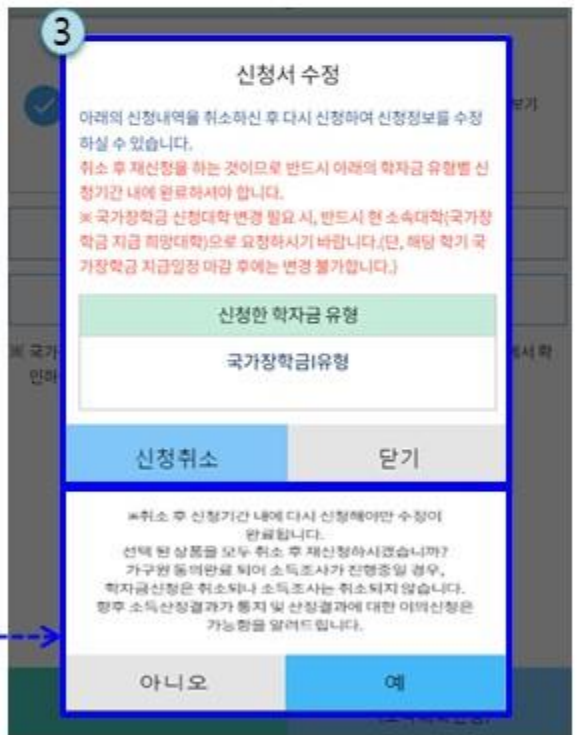 3
신청서 수정
보기
아래의 신청내역을 취소하신 후 다시 신청하여 신청정보를 수정
하실 수 있습니다.
취소 후 재신청을 하는 것이므로 반드시 아래의 학자금 유형별 신
청기간 내에 완료하셔야 합니다.
※ 국가장학금 신청대학 변경 필요 시, 반드시 현 소속대학(국가장
학금 지급 희망대학)으로 요청하시기 바랍니다.(단, 해당 학기 국
가장학금 지급일정 마감 후에는 변경 불가합니다.)
신청한 학자금 유형
국가장학금I유형
※ 국가
에서 확
인하
신청취소 닫기
※취소 후 신청기간 내에 다시 신청해야만 수정이
완료됩니다.
선택 된 상품을 모두 취소 후 재신청하시겠습니까?
가구원 동의완료 되어 소득조사가 진행중일 경우,
학자금신청은 취소되나 소득조사는 취소되지 않습니다.
향후 소득산정결과가 통지 및 산정결과에 대한 이의신청은
가능함을 알려드립니다.
아니오 예